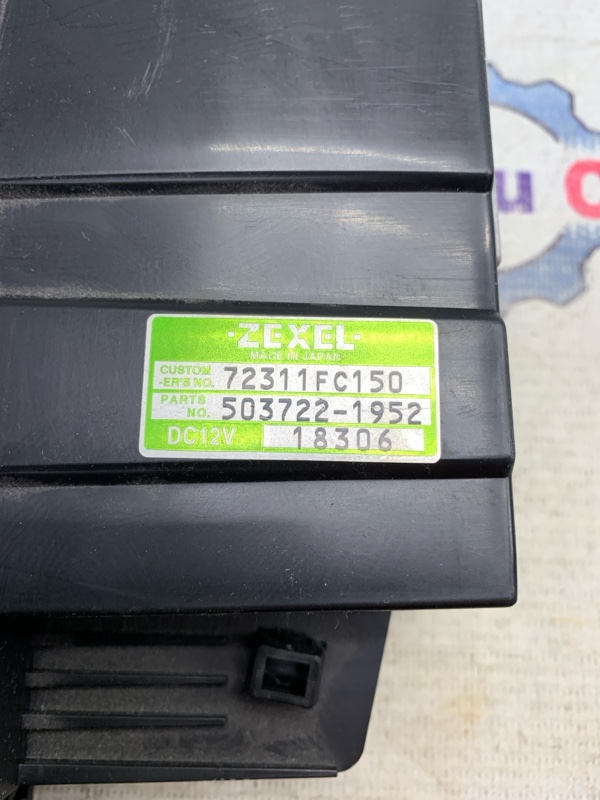 ·ZEXEL·
MADE IN JAPAN
CUSTOM
-ER'S NO. 72311FC150
PARTS
NO. 503722-1952
DC12V 18306
u O